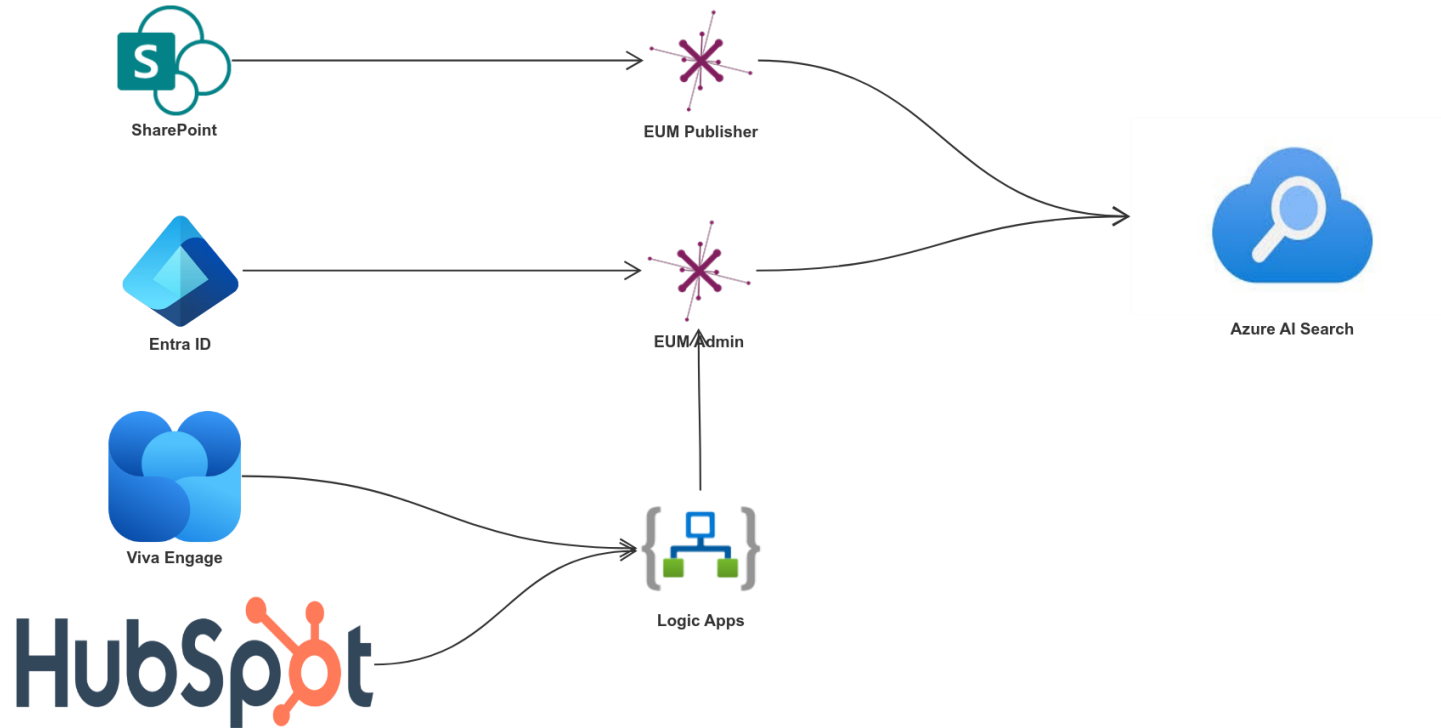 S
SharePoint
EUM Publisher
Azure AI Search
Entra ID
EUM Admin
Viva Engage
Logic Apps
HubSpot